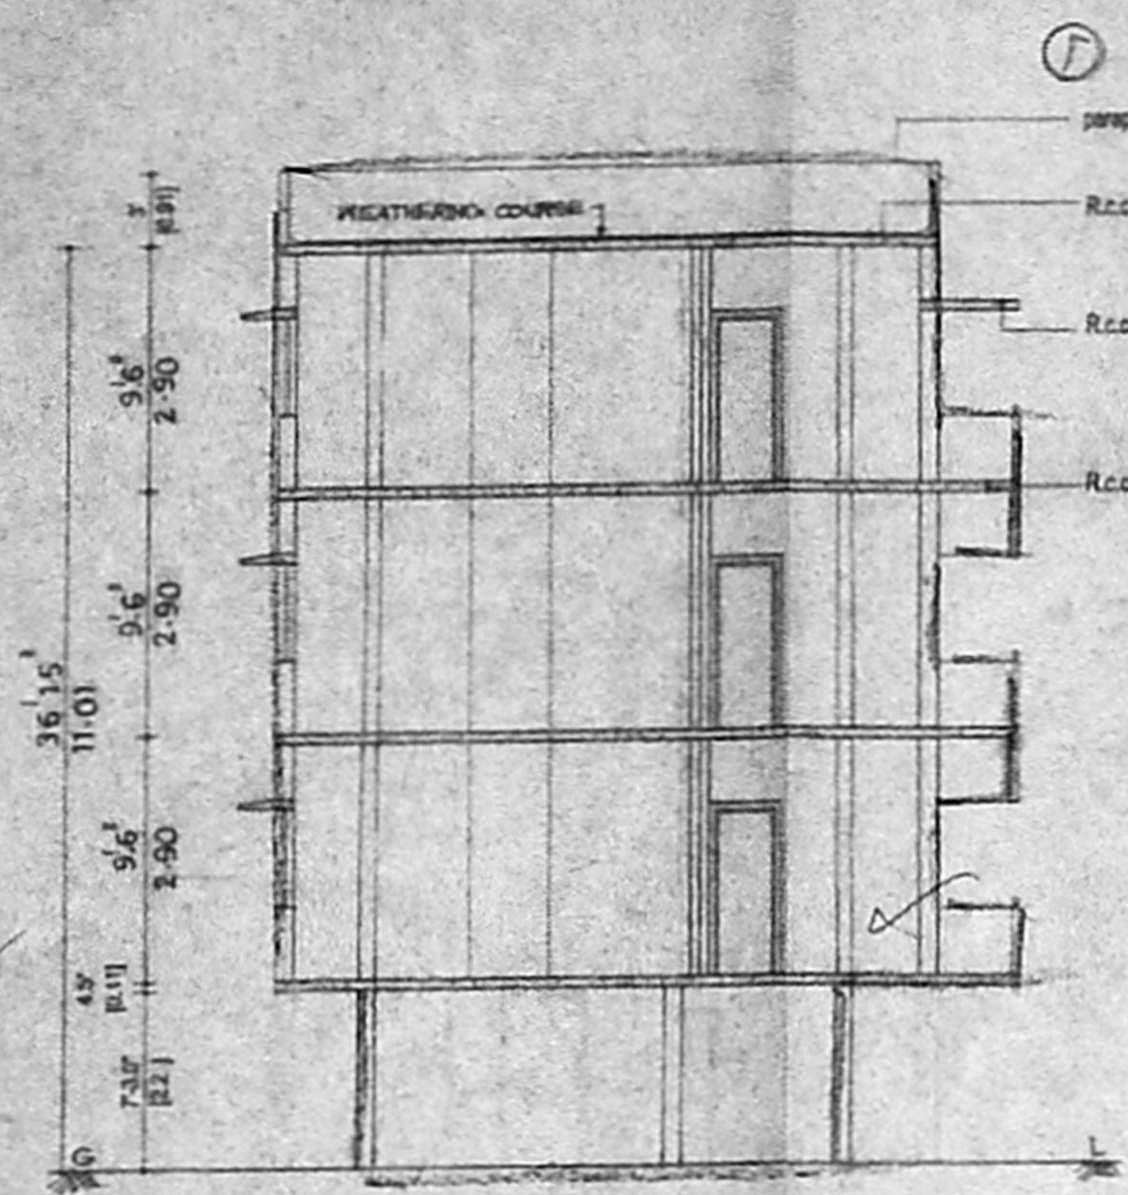 parap
WEATHERING COURSE
R.c.c
R.c.c
R.c.c
3'
[0.91]
9'6"
2.90
9'6"
2.90
9'6"
2.90
36'1.5"
11.01
4.5"
[0.11]
7'-3.0"
[2.2 ]
G
L